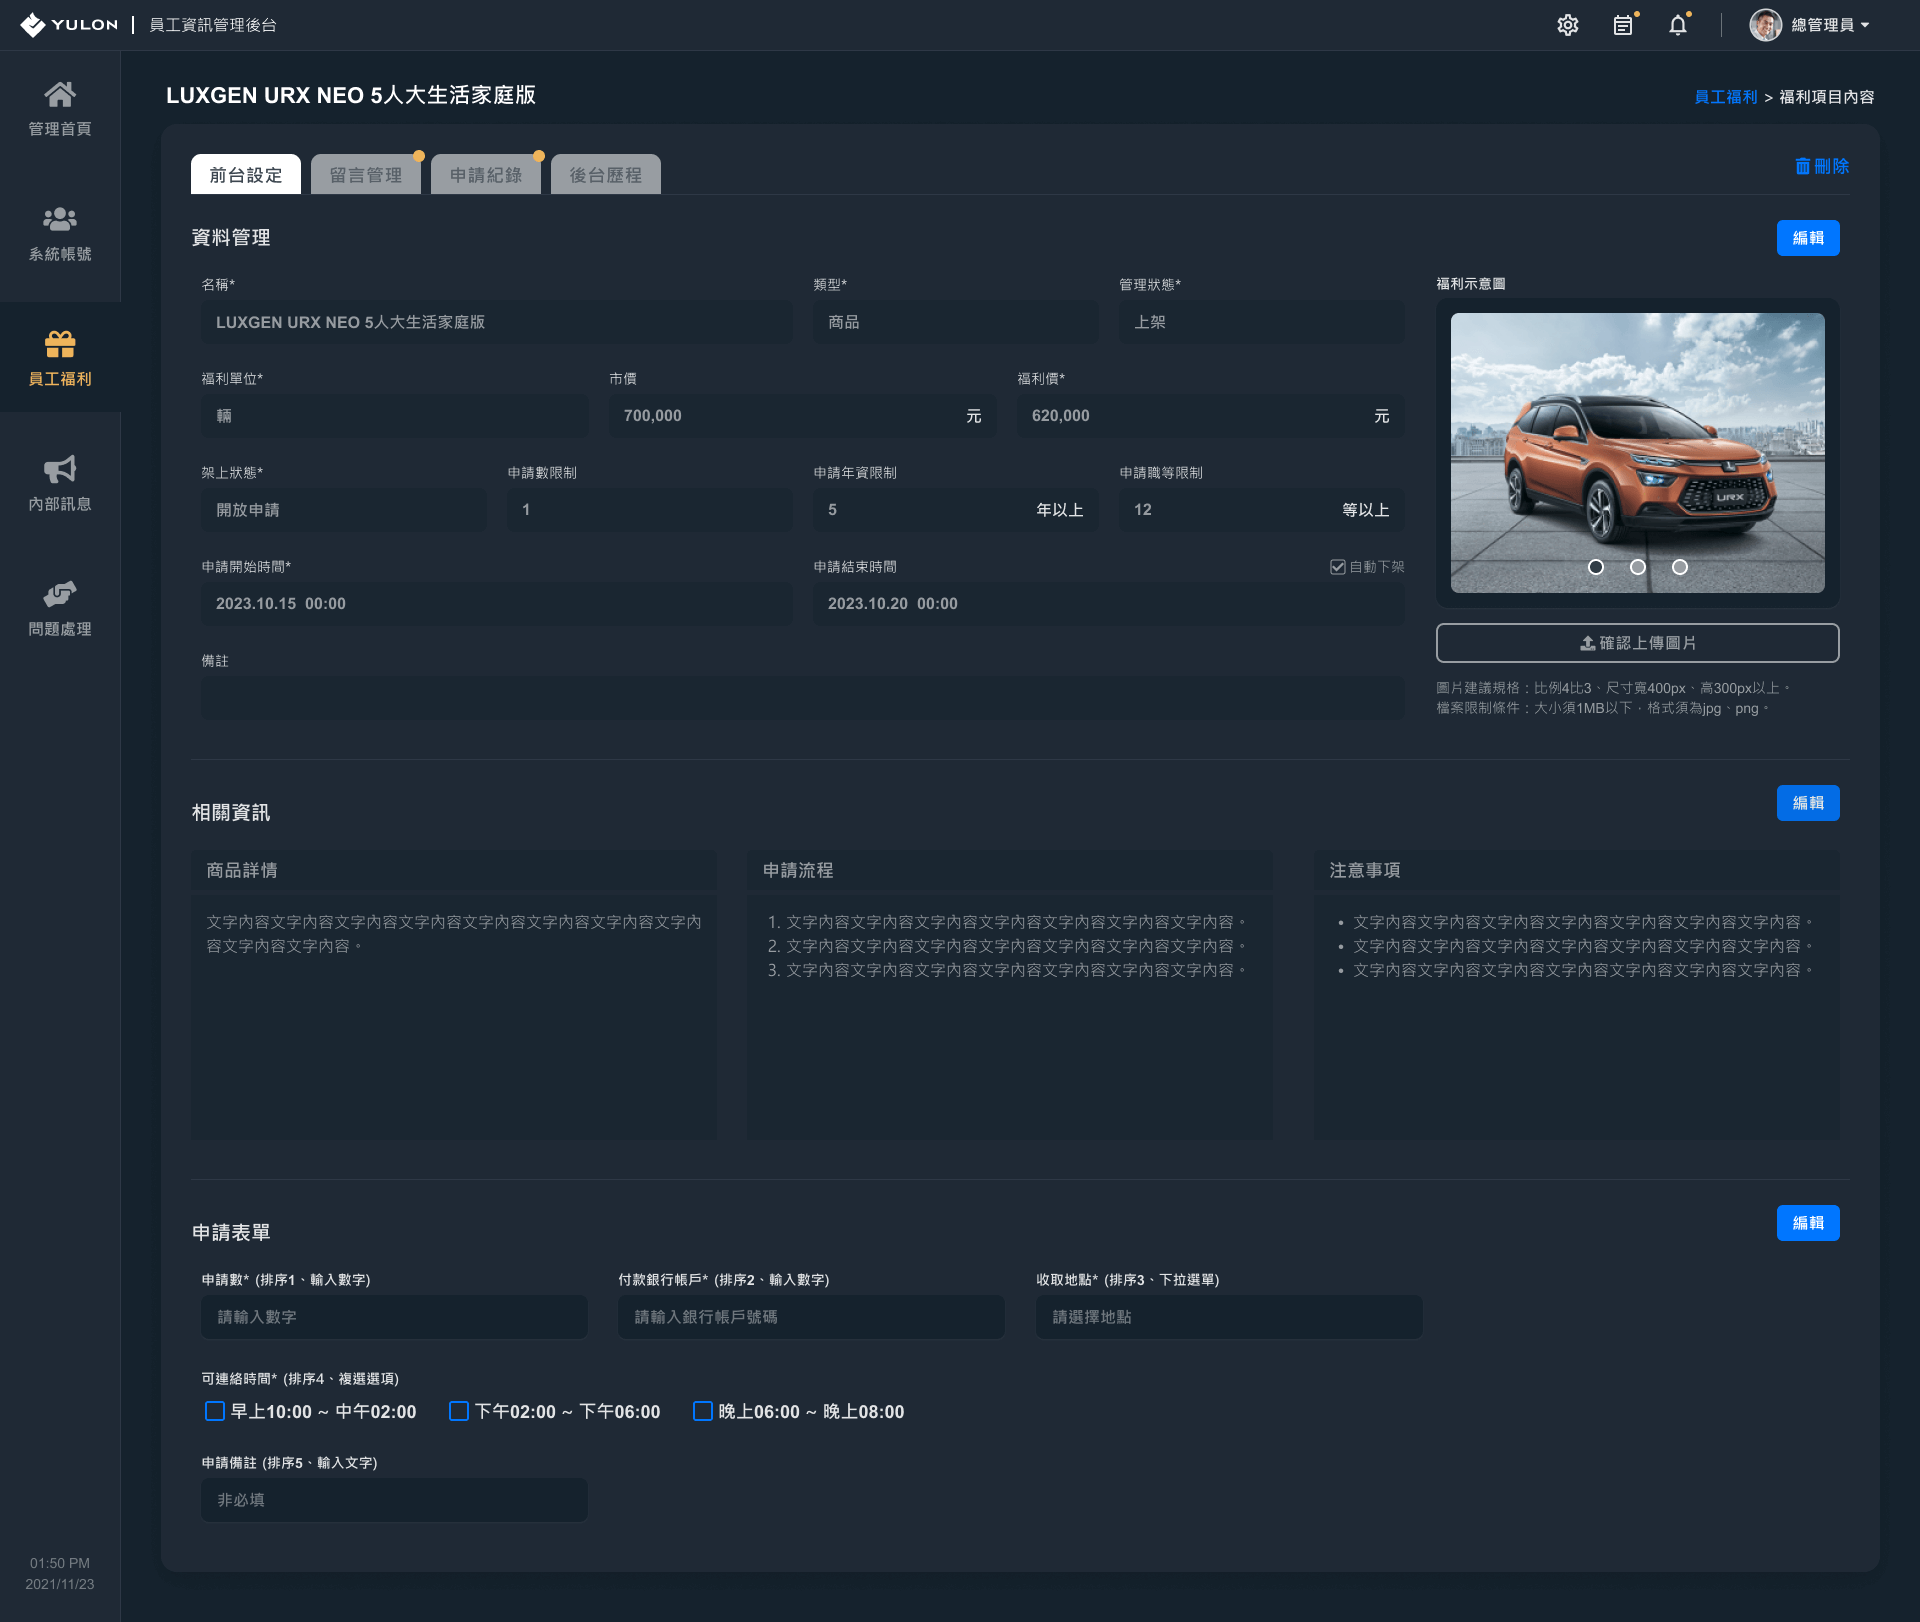 YULON
員工資訊管理後台
總管理員
管理首頁
系統帳號
員工福利
內部訊息
問題處理
01:50 PM
2021/11/23
LUXGEN URX NEO 5人大生活家庭版
員工福利 > 福利項目內容
前台設定
留言管理
申請紀錄
後台歷程
刪除
資料管理
編輯
名稱*
類型*
管理狀態*
LUXGEN URX NEO 5人大生活家庭版
商品
上架
福利單位*
市價
福利價*
輛
700,000 元
620,000 元
架上狀態*
申請數限制
申請年資限制
申請職等限制
開放申請
1
5 年以上
12 等以上
申請開始時間*
申請結束時間
自動下架
2023.10.15 00:00
2023.10.20 00:00
備註
福利示意圖
URX
確認上傳圖片
圖片建議規格：比例4比3、尺寸寬400px、高300px以上。
檔案限制條件：大小須1MB以下，格式須為jpg、png。
相關資訊
編輯
商品詳情
文字內容文字內容文字內容文字內容文字內容文字內容文字內容文字內
容文字內容文字內容。
申請流程
1. 文字內容文字內容文字內容文字內容文字內容文字內容文字內容。
2. 文字內容文字內容文字內容文字內容文字內容文字內容文字內容。
3. 文字內容文字內容文字內容文字內容文字內容文字內容文字內容。
注意事項
• 文字內容文字內容文字內容文字內容文字內容文字內容文字內容。
• 文字內容文字內容文字內容文字內容文字內容文字內容文字內容。
• 文字內容文字內容文字內容文字內容文字內容文字內容文字內容。
申請表單
編輯
申請數* (排序1、輸入數字)
付款銀行帳戶* (排序2、輸入數字)
收取地點* (排序3、下拉選單)
請輸入數字
請輸入銀行帳戶號碼
請選擇地點
可連絡時間* (排序4、複選選項)
早上10:00 ~ 中午02:00
下午02:00 ~ 下午06:00
晚上06:00 ~ 晚上08:00
申請備註 (排序5、輸入文字)
非必填